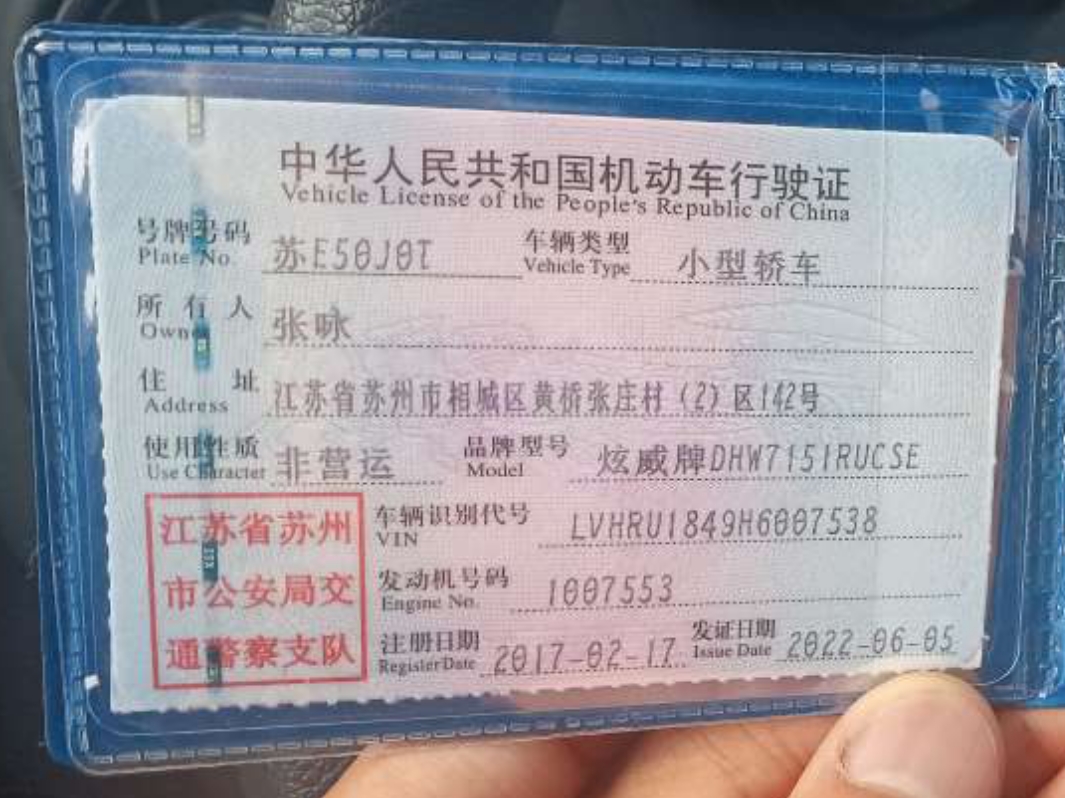 中华人民共和国机动车行驶证
Vehicle License of the People's Republic of China
号牌号码 苏E50J0T 车辆类型 小型轿车
Plate No. Vehicle Type
所有人 张咏
Owner
住址 江苏省苏州市相城区黄桥张庄村(2)区142号
Address
使用性质 非营运 品牌型号 炫威牌DHW7151RUCSE
Use Character Model
江苏省苏州 车辆识别代号 LVHRU1849H6007538
VIN
市公安局交 发动机号码 1007553
Engine No.
通警察支队 注册日期 2017-02-17 发证日期 2022-06-05
Register Date Issue Date